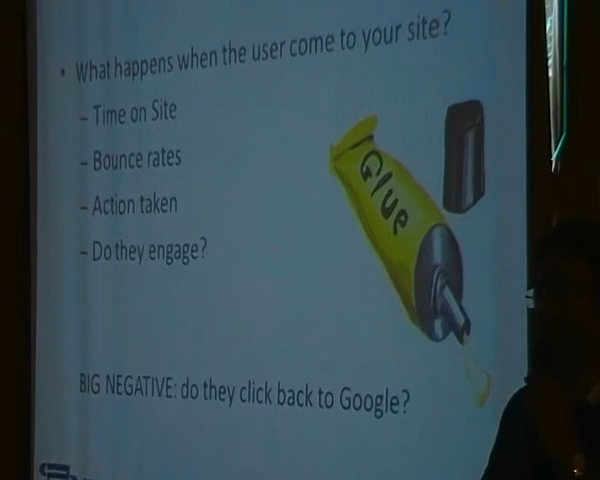 • What happens when the user come to your site?
– Time on Site
– Bounce rates
– Action taken
– Do they engage?
Glue
BIG NEGATIVE: do they click back to Google?